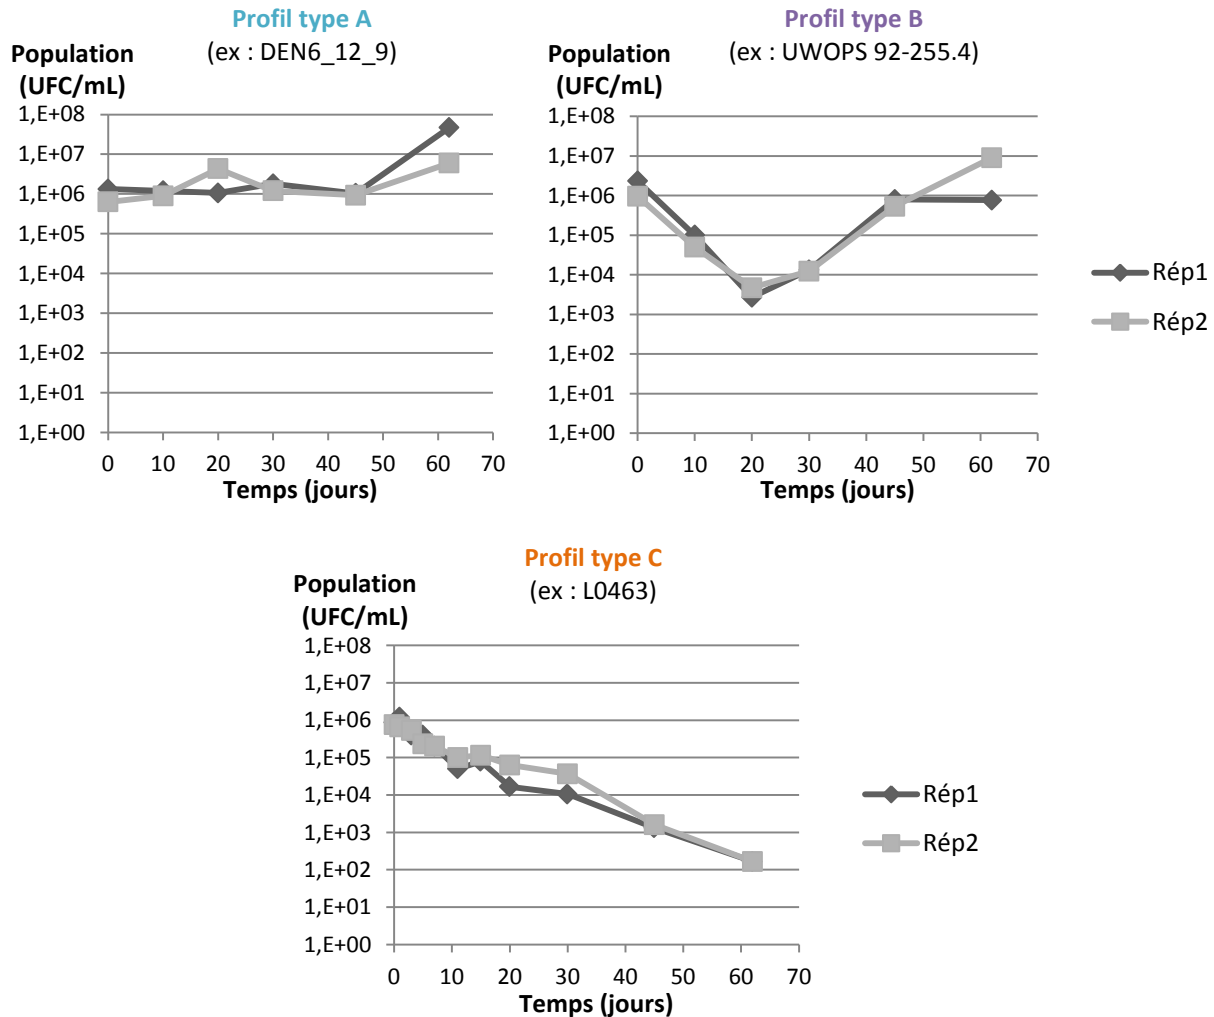 Profil type A
(ex : DEN6_12_9)
Population
(UFC/mL)
1,E+08
1,E+07
1,E+06
1,E+05
1,E+04
1,E+03
1,E+02
1,E+01
1,E+00
0 10 20 30 40 50 60 70
Temps (jours)
Profil type B
(ex : UWOPS 92-255.4)
Population
(UFC/mL)
1,E+08
1,E+07
1,E+06
1,E+05
1,E+04
1,E+03
1,E+02
1,E+01
1,E+00
0 10 20 30 40 50 60 70
Temps (jours)
Rép1
Rép2
Profil type C
(ex : L0463)
Population
(UFC/mL)
1,E+08
1,E+07
1,E+06
1,E+05
1,E+04
1,E+03
1,E+02
1,E+01
1,E+00
0 10 20 30 40 50 60 70
Temps (jours)
Rép1
Rép2